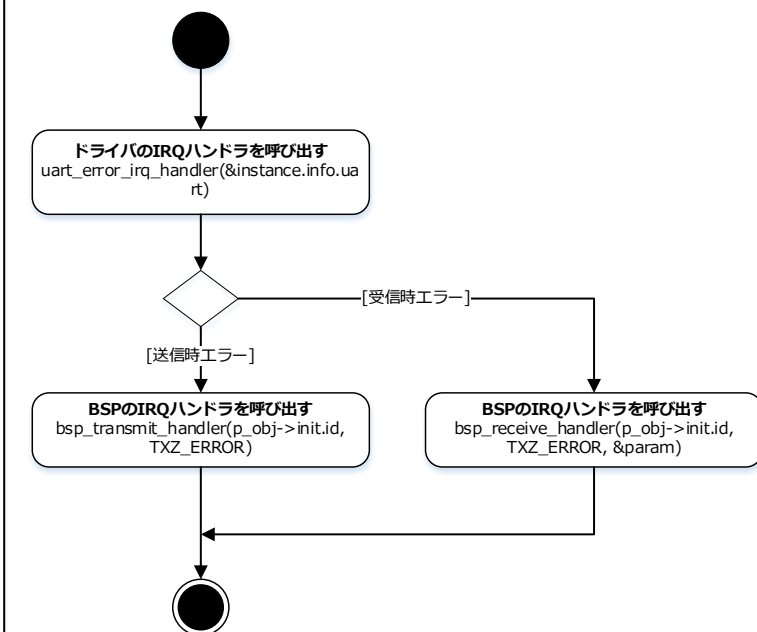 ドライバのIRQハンドラを呼び出す
uart_error_irq_handler(&instance.info.ua
rt)
[受信時エラー]
[送信時エラー]
BSPのIRQハンドラを呼び出す
bsp_transmit_handler(p_obj->init.id,
TXZ_ERROR)
BSPのIRQハンドラを呼び出す
bsp_receive_handler(p_obj->init.id,
TXZ_ERROR, &param)